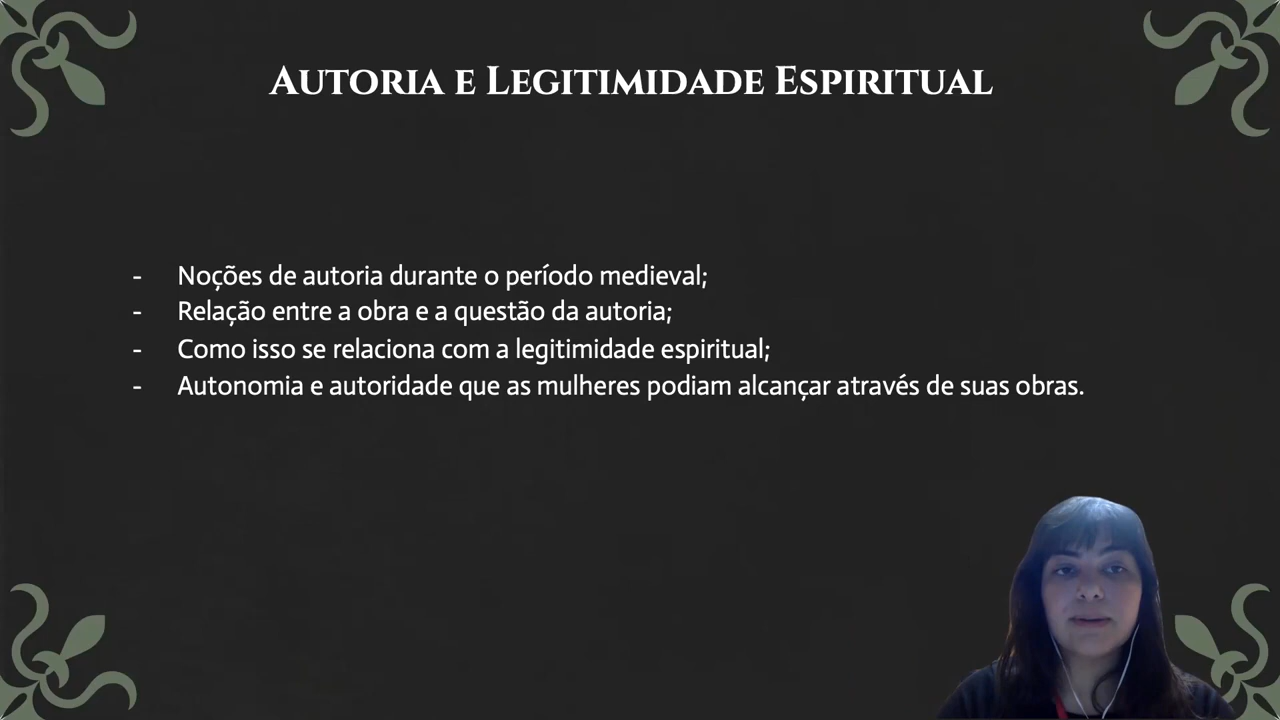 Autoria e Legitimidade Espiritual
- Noções de autoria durante o período medieval;
- Relação entre a obra e a questão da autoria;
- Como isso se relaciona com a legitimidade espiritual;
- Autonomia e autoridade que as mulheres podiam alcançar através de suas obras.